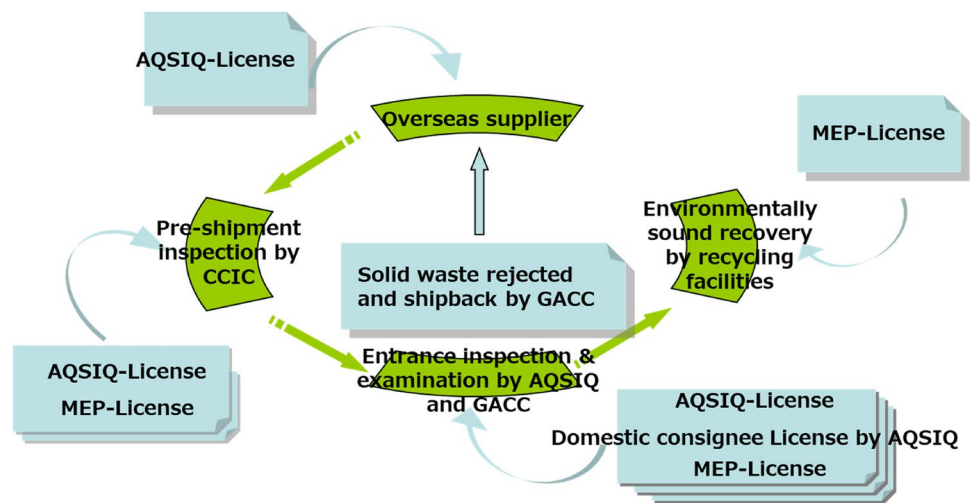 AQSIQ-License
Overseas supplier
MEP-License
Pre-shipment
inspection by
CCIC
Environmentally
sound recovery
by recycling
facilities
Solid waste rejected
and shipback by GACC
AQSIQ-License
MEP-License
Entrance inspection &
examination by AQSIQ
and GACC
AQSIQ-License
Domestic consignee License by AQSIQ
MEP-License